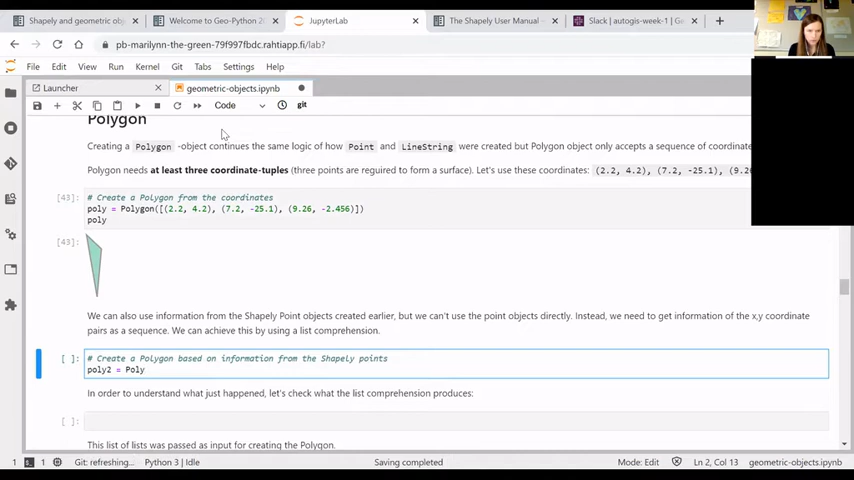 Shapely and geometric obj
Welcome to Geo-Python 20
JupyterLab
The Shapely User Manual —
Slack | autogis-week-1 | Ge
pb-marilynn-the-green-79f997fbdc.rahtiapp.fi/lab?
File Edit View Run Kernel Git Tabs Settings Help
Launcher
geometric-objects.ipynb
Code
git
Polygon
Creating a Polygon -object continues the same logic of how Point and LineString were created but Polygon object only accepts a sequence of coordinate
Polygon needs at least three coordinate-tuples (three points are required to form a surface). Let's use these coordinates: (2.2, 4.2), (7.2, -25.1), (9.26
[43]: # Create a Polygon from the coordinates
poly = Polygon([(2.2, 4.2), (7.2, -25.1), (9.26, -2.456)])
poly
[43]:
We can also use information from the Shapely Point objects created earlier, but we can't use the point objects directly. Instead, we need to get information of the x,y coordinate
pairs as a sequence. We can achieve this by using a list comprehension.
[ ]: # Create a Polygon based on information from the Shapely points
poly2 = Poly
In order to understand what just happened, let's check what the list comprehension produces:
[ ]:
This list of lists was passed as input for creating the Polygon.
1 1 Git: refreshing... Python 3 | Idle Saving completed Mode: Edit Ln 2, Col 13 geometric-objects.ipynb